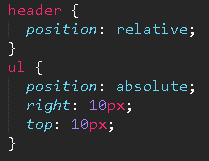 header {
  position: relative;
}
ul {
  position: absolute;
  right: 10px;
  top: 10px;
}